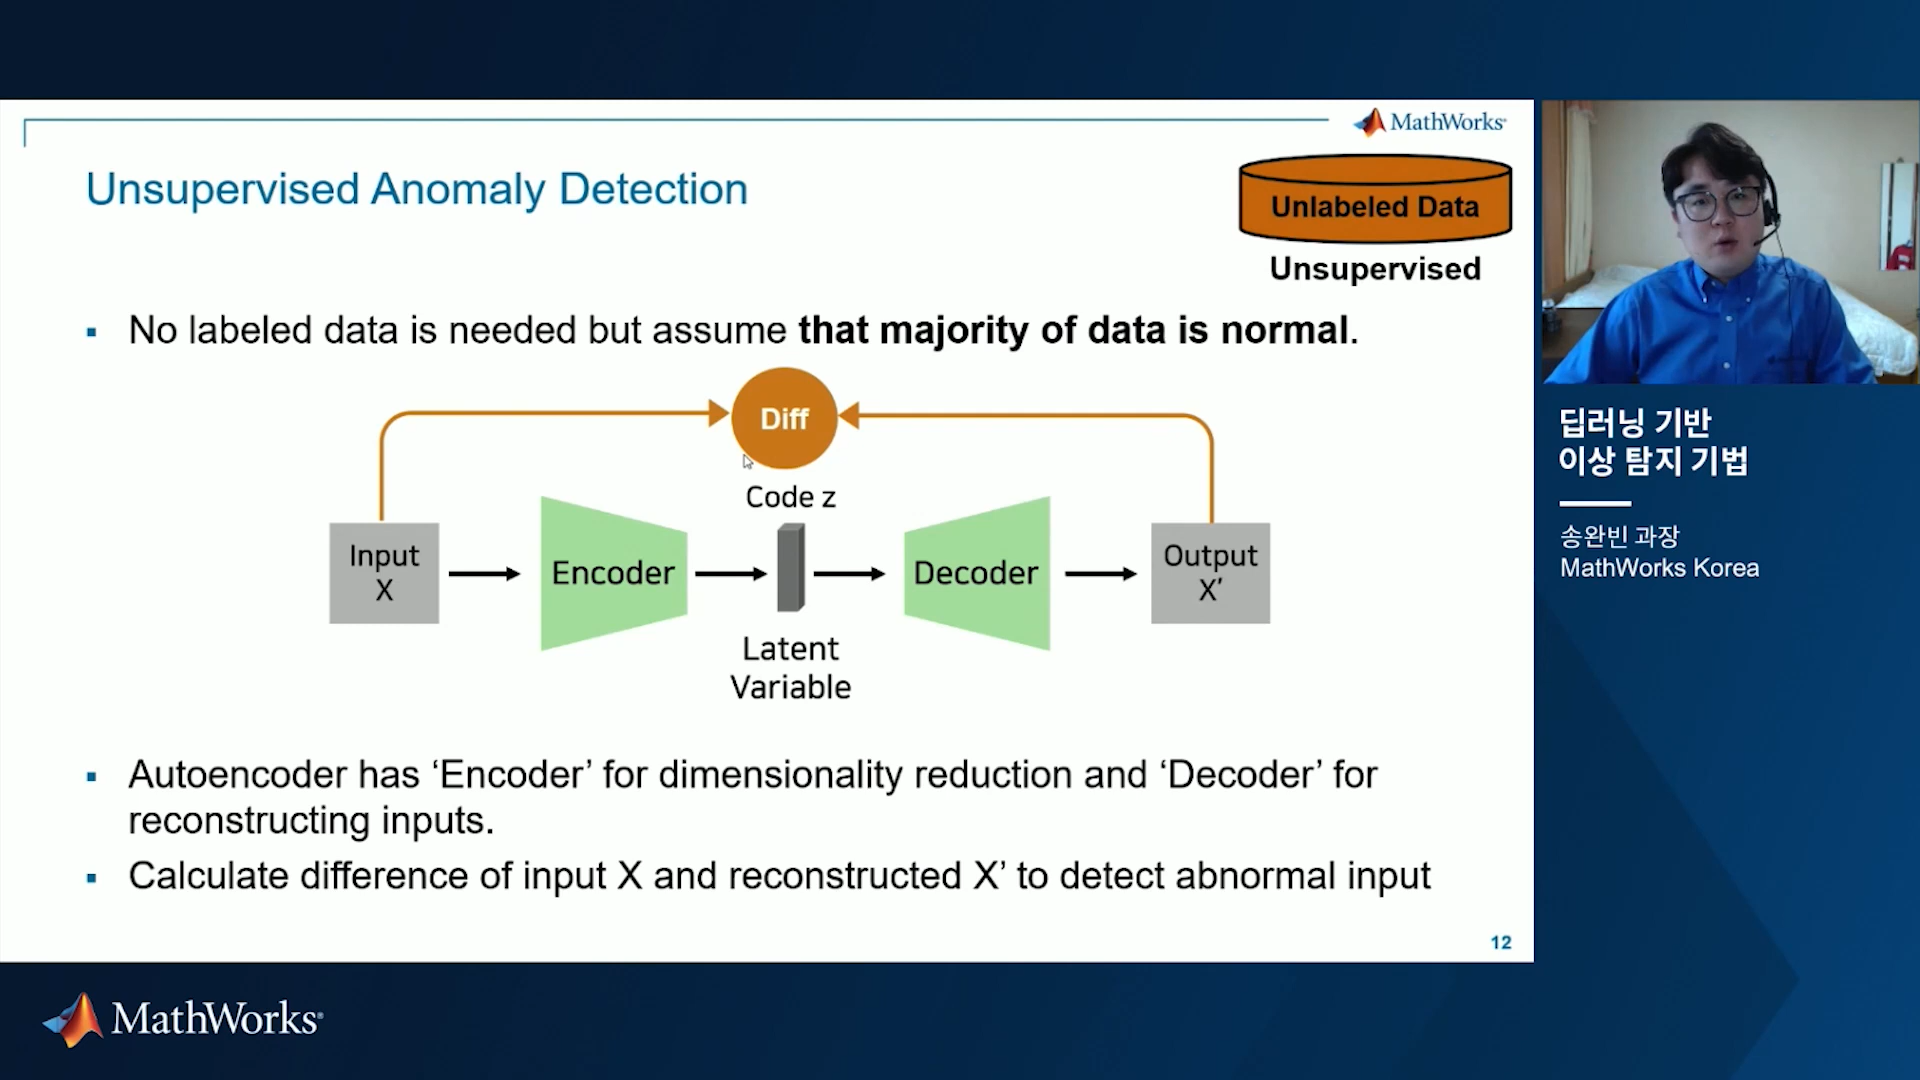 MathWorks®
Unsupervised Anomaly Detection
Unlabeled Data
Unsupervised
▪ No labeled data is needed but assume that majority of data is normal.
Diff
Code z
Input
X
Encoder
Decoder
Output
X’
Latent
Variable
▪ Autoencoder has ‘Encoder’ for dimensionality reduction and ‘Decoder’ for
reconstructing inputs.
▪ Calculate difference of input X and reconstructed X’ to detect abnormal input
12
딥러닝 기반
이상 탐지 기법
송완빈 과장
MathWorks Korea
MathWorks®